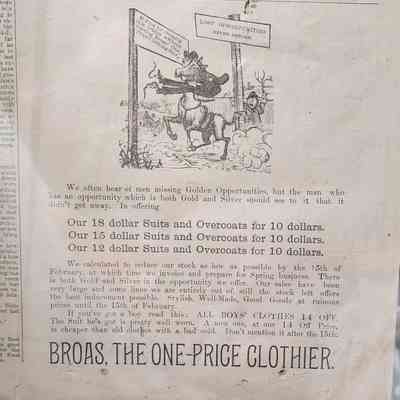 LOST OPPORTUNITIES
NEVER RETURN
We often hear of men missing Golden Opportunities, but the man who
has an opportunity which is both Gold and Silver should see to it that it
didn't get away. In offering
Our 18 dollar Suits and Overcoats for 10 dollars.
Our 15 dollar Suits and Overcoats for 10 dollars.
Our 12 dollar Suits and Overcoats for 10 dollars.
We calculated to reduce our stock as low as possible by the 15th of
February, at which time we invoice and prepare for Spring business. There
is both Gold and Silver in the opportunity we offer. Our sales have been
very large and some lines we are entirely out of still the stock left offers
the best inducement possible. Stylish, Well-Made, Good Goods at ruinous
prices until the 15th of February.
If you've got a boy read this: ALL BOYS' CLOTHES 1/4 OFF.
The Suit he's got is pretty well worn. A new one, at our 1/4 Off Price,
is cheaper than old clothes with a bad cold. Don't mention it after the 15th.
BROAS, THE ONE-PRICE CLOTHIER.